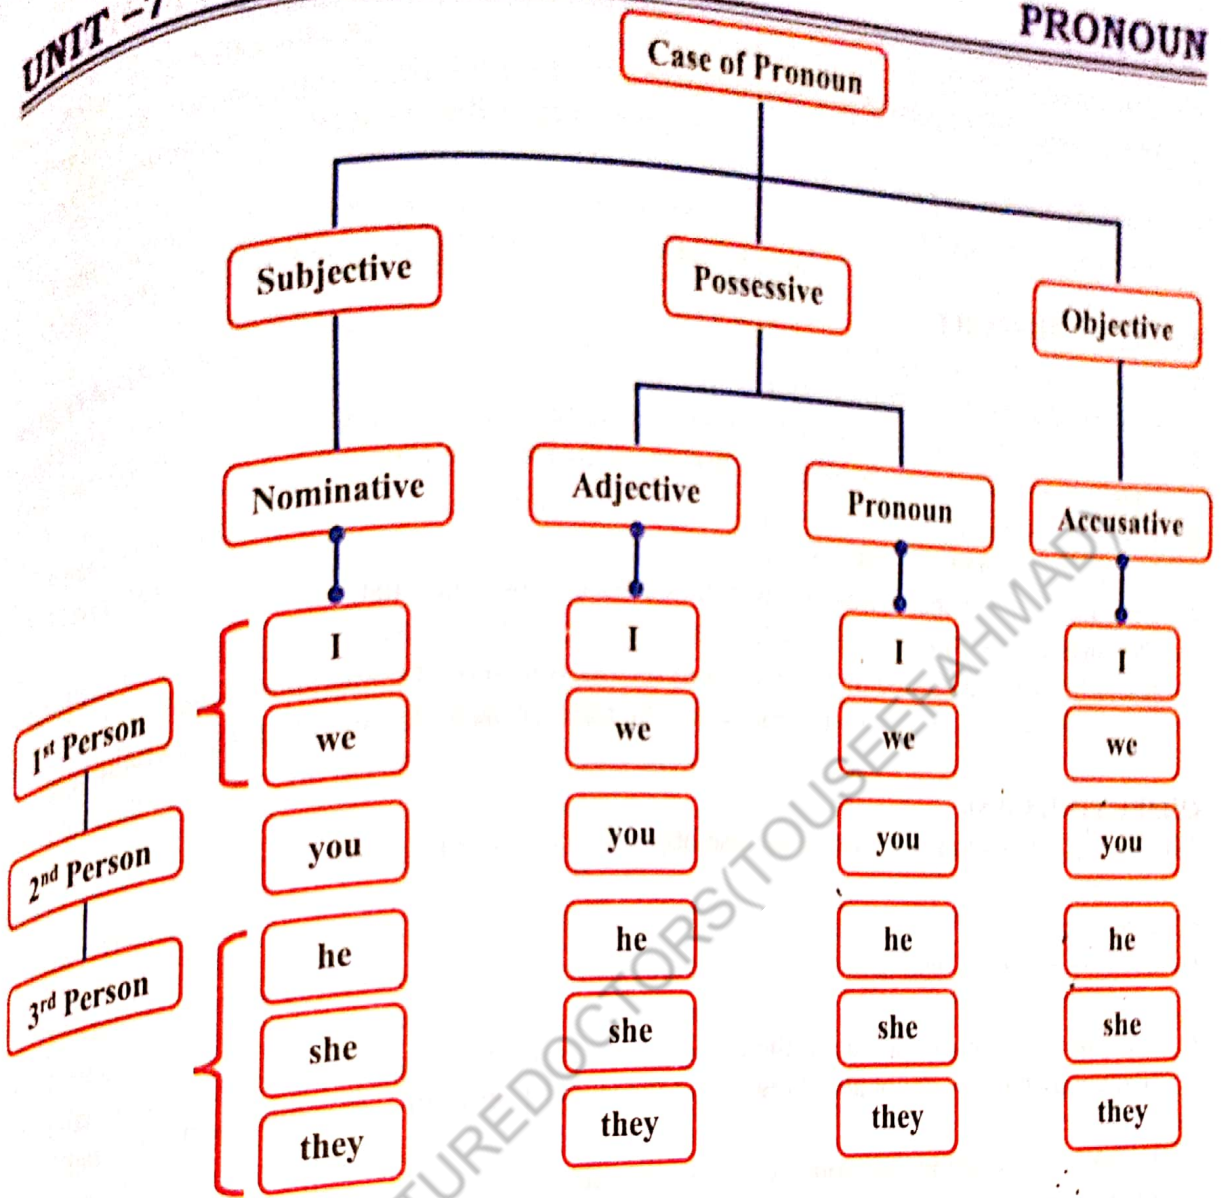 UNIT –7
PRONOUN
Case of Pronoun
Subjective
Possessive
Objective
Nominative
Adjective
Pronoun
Accusative
I
I
I
I
1st Person
we
we
we
we
2nd Person
you
you
you
you
3rd Person
he
he
he
he
she
she
she
she
they
they
they
they
TUREDOCTORS(TOUSEEFAHMAD)